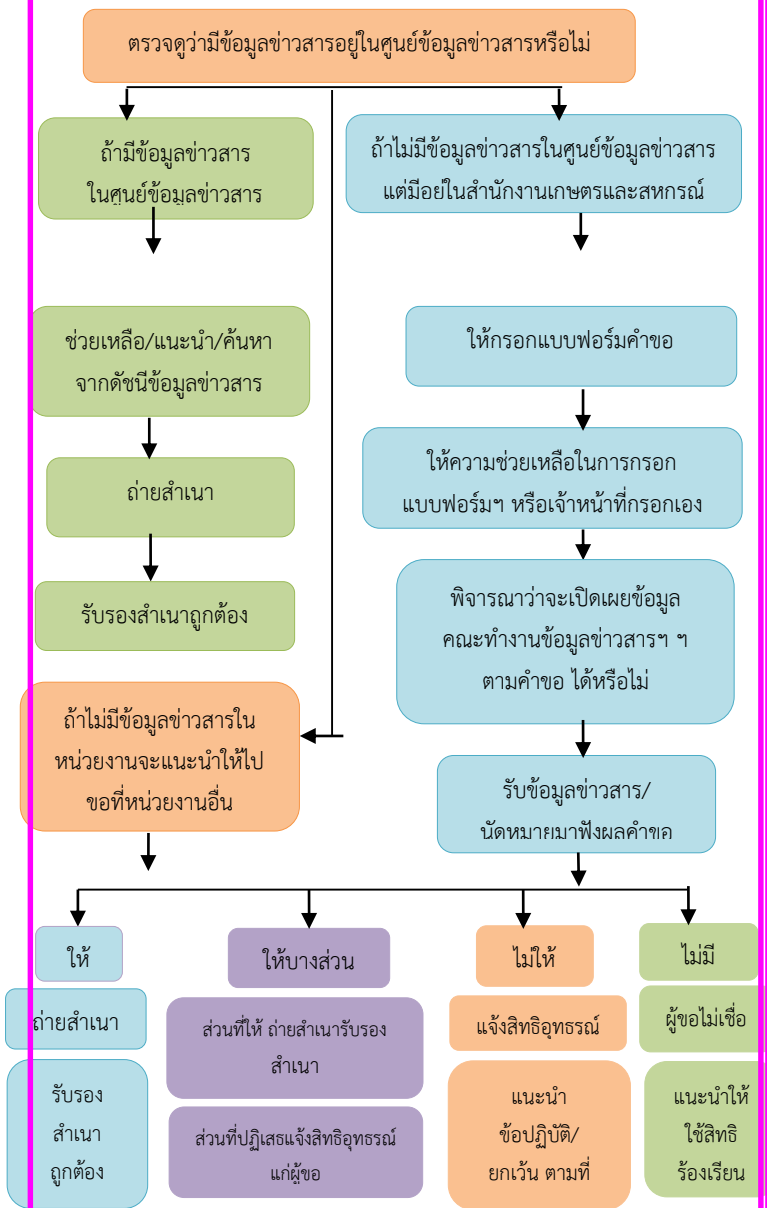 ตรวจดูว่ามีข้อมูลข่าวสารอยู่ในศูนย์ข้อมูลข่าวสารหรือไม่
ถ้ามีข้อมูลข่าวสาร
ในศูนย์ข้อมูลข่าวสาร
ถ้าไม่มีข้อมูลข่าวสารในศูนย์ข้อมูลข่าวสาร
แต่มีอยู่ในสำนักงานเกษตรและสหกรณ์
ช่วยเหลือ/แนะนำ/ค้นหา
จากดัชนีข้อมูลข่าวสาร
ให้กรอกแบบฟอร์มคำขอ
ถ่ายสำเนา
ให้ความช่วยเหลือในการกรอก
แบบฟอร์มฯ หรือเจ้าหน้าที่กรอกเอง
รับรองสำเนาถูกต้อง
พิจารณาว่าจะเปิดเผยข้อมูล
คณะทำงานข้อมูลข่าวสารฯ ฯ
ตามคำขอ ได้หรือไม่
ถ้าไม่มีข้อมูลข่าวสารใน
หน่วยงานจะแนะนำให้ไป
ขอที่หน่วยงานอื่น
รับข้อมูลข่าวสาร/
นัดหมายมาฟังผลคำขอ
ให้
ถ่ายสำเนา
รับรอง
สำเนา
ถูกต้อง
ให้บางส่วน
ส่วนที่ให้ ถ่ายสำเนารับรอง
สำเนา
ส่วนที่ปฏิเสธแจ้งสิทธิอุทธรณ์
แก่ผู้ขอ
ไม่ให้
แจ้งสิทธิอุทธรณ์
แนะนำ
ข้อปฏิบัติ/
ยกเว้น ตามที่
ไม่มี
ผู้ขอไม่เชื่อ
แนะนำให้
ใช้สิทธิ
ร้องเรียน